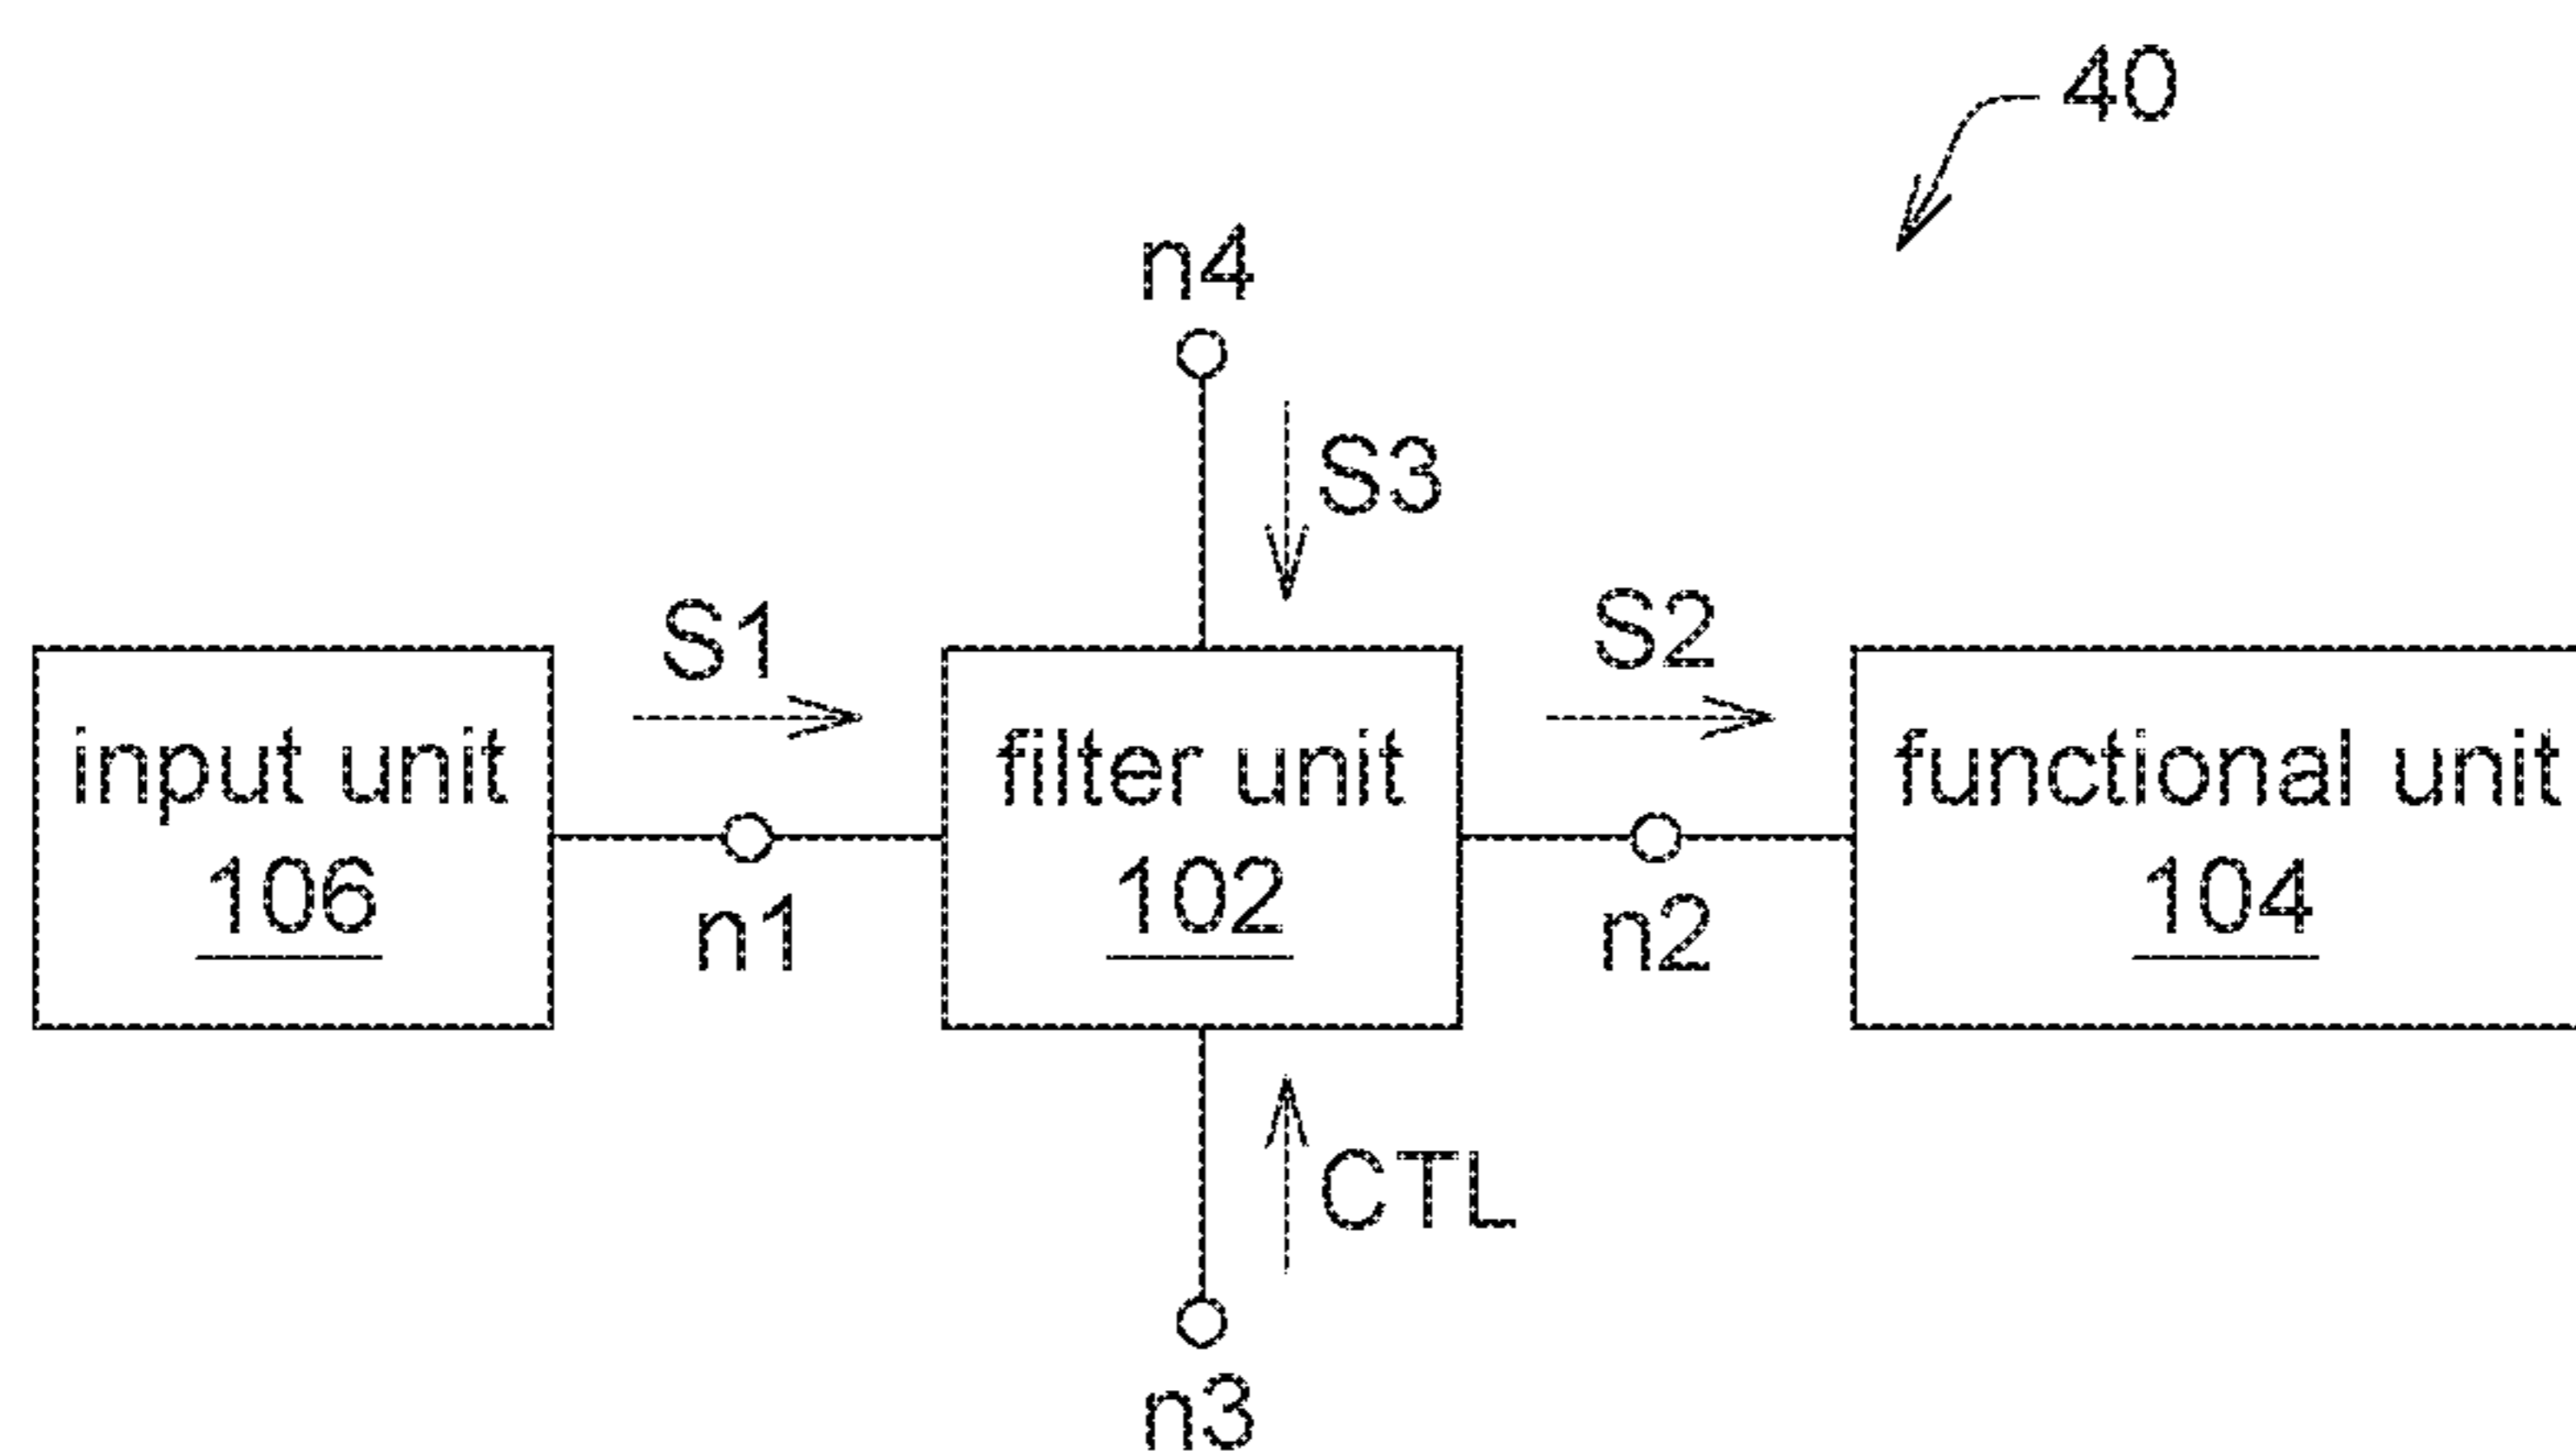 40
n4
S3
S1
S2
input unit
106
filter unit
102
functional unit
104
n1
n2
CTL
n3